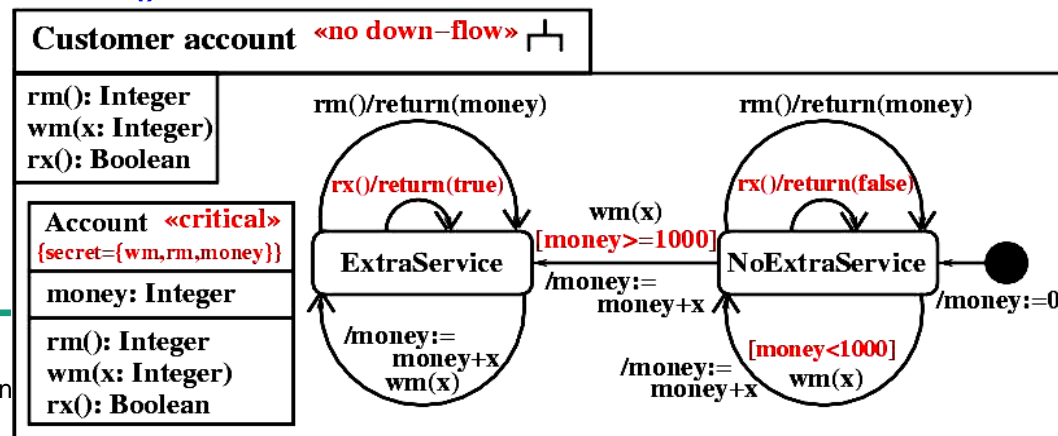 Customer account «no down-flow»
rm(): Integer
wm(x: Integer)
rx(): Boolean
Account «critical»
{secret={wm,rm,money}}
money: Integer
rm(): Integer
wm(x: Integer)
rx(): Boolean
rm()/return(money)
rx()/return(true)
ExtraService
/money:=
money+x
wm(x)
wm(x)
[money>=1000]
/money:=
money+x
rm()/return(money)
rx()/return(false)
NoExtraService
[money<1000]
/money:=
money+x
wm(x)
/money:=0
n